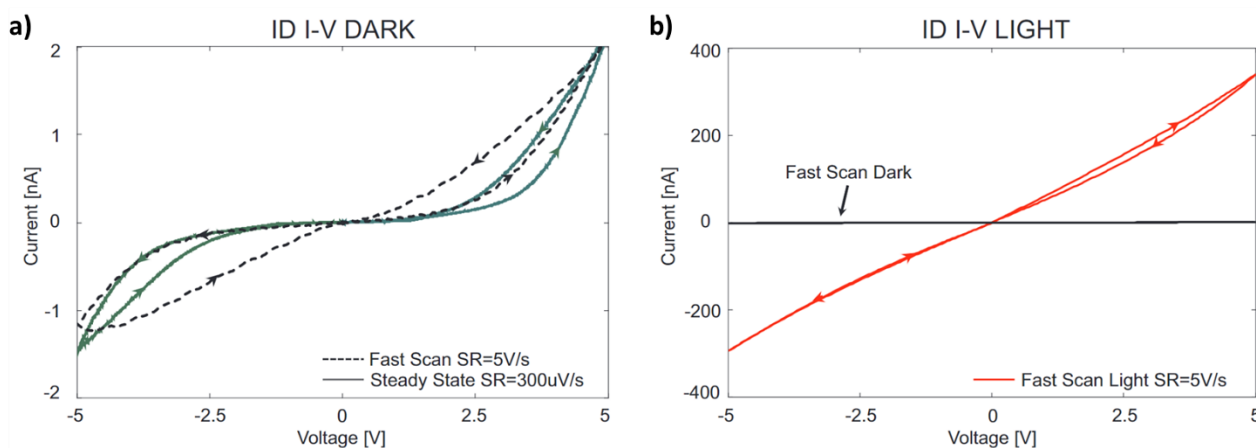 a)
ID I-V DARK
Current [nA]
2
1
0
-1
-2
-5
-2.5
0
2.5
5
Voltage [V]
Fast Scan SR=5V/s
Steady State SR=300uV/s
b)
ID I-V LIGHT
Current [nA]
400
200
0
-200
-400
-5
-2.5
0
2.5
5
Voltage [V]
Fast Scan Dark
Fast Scan Light SR=5V/s